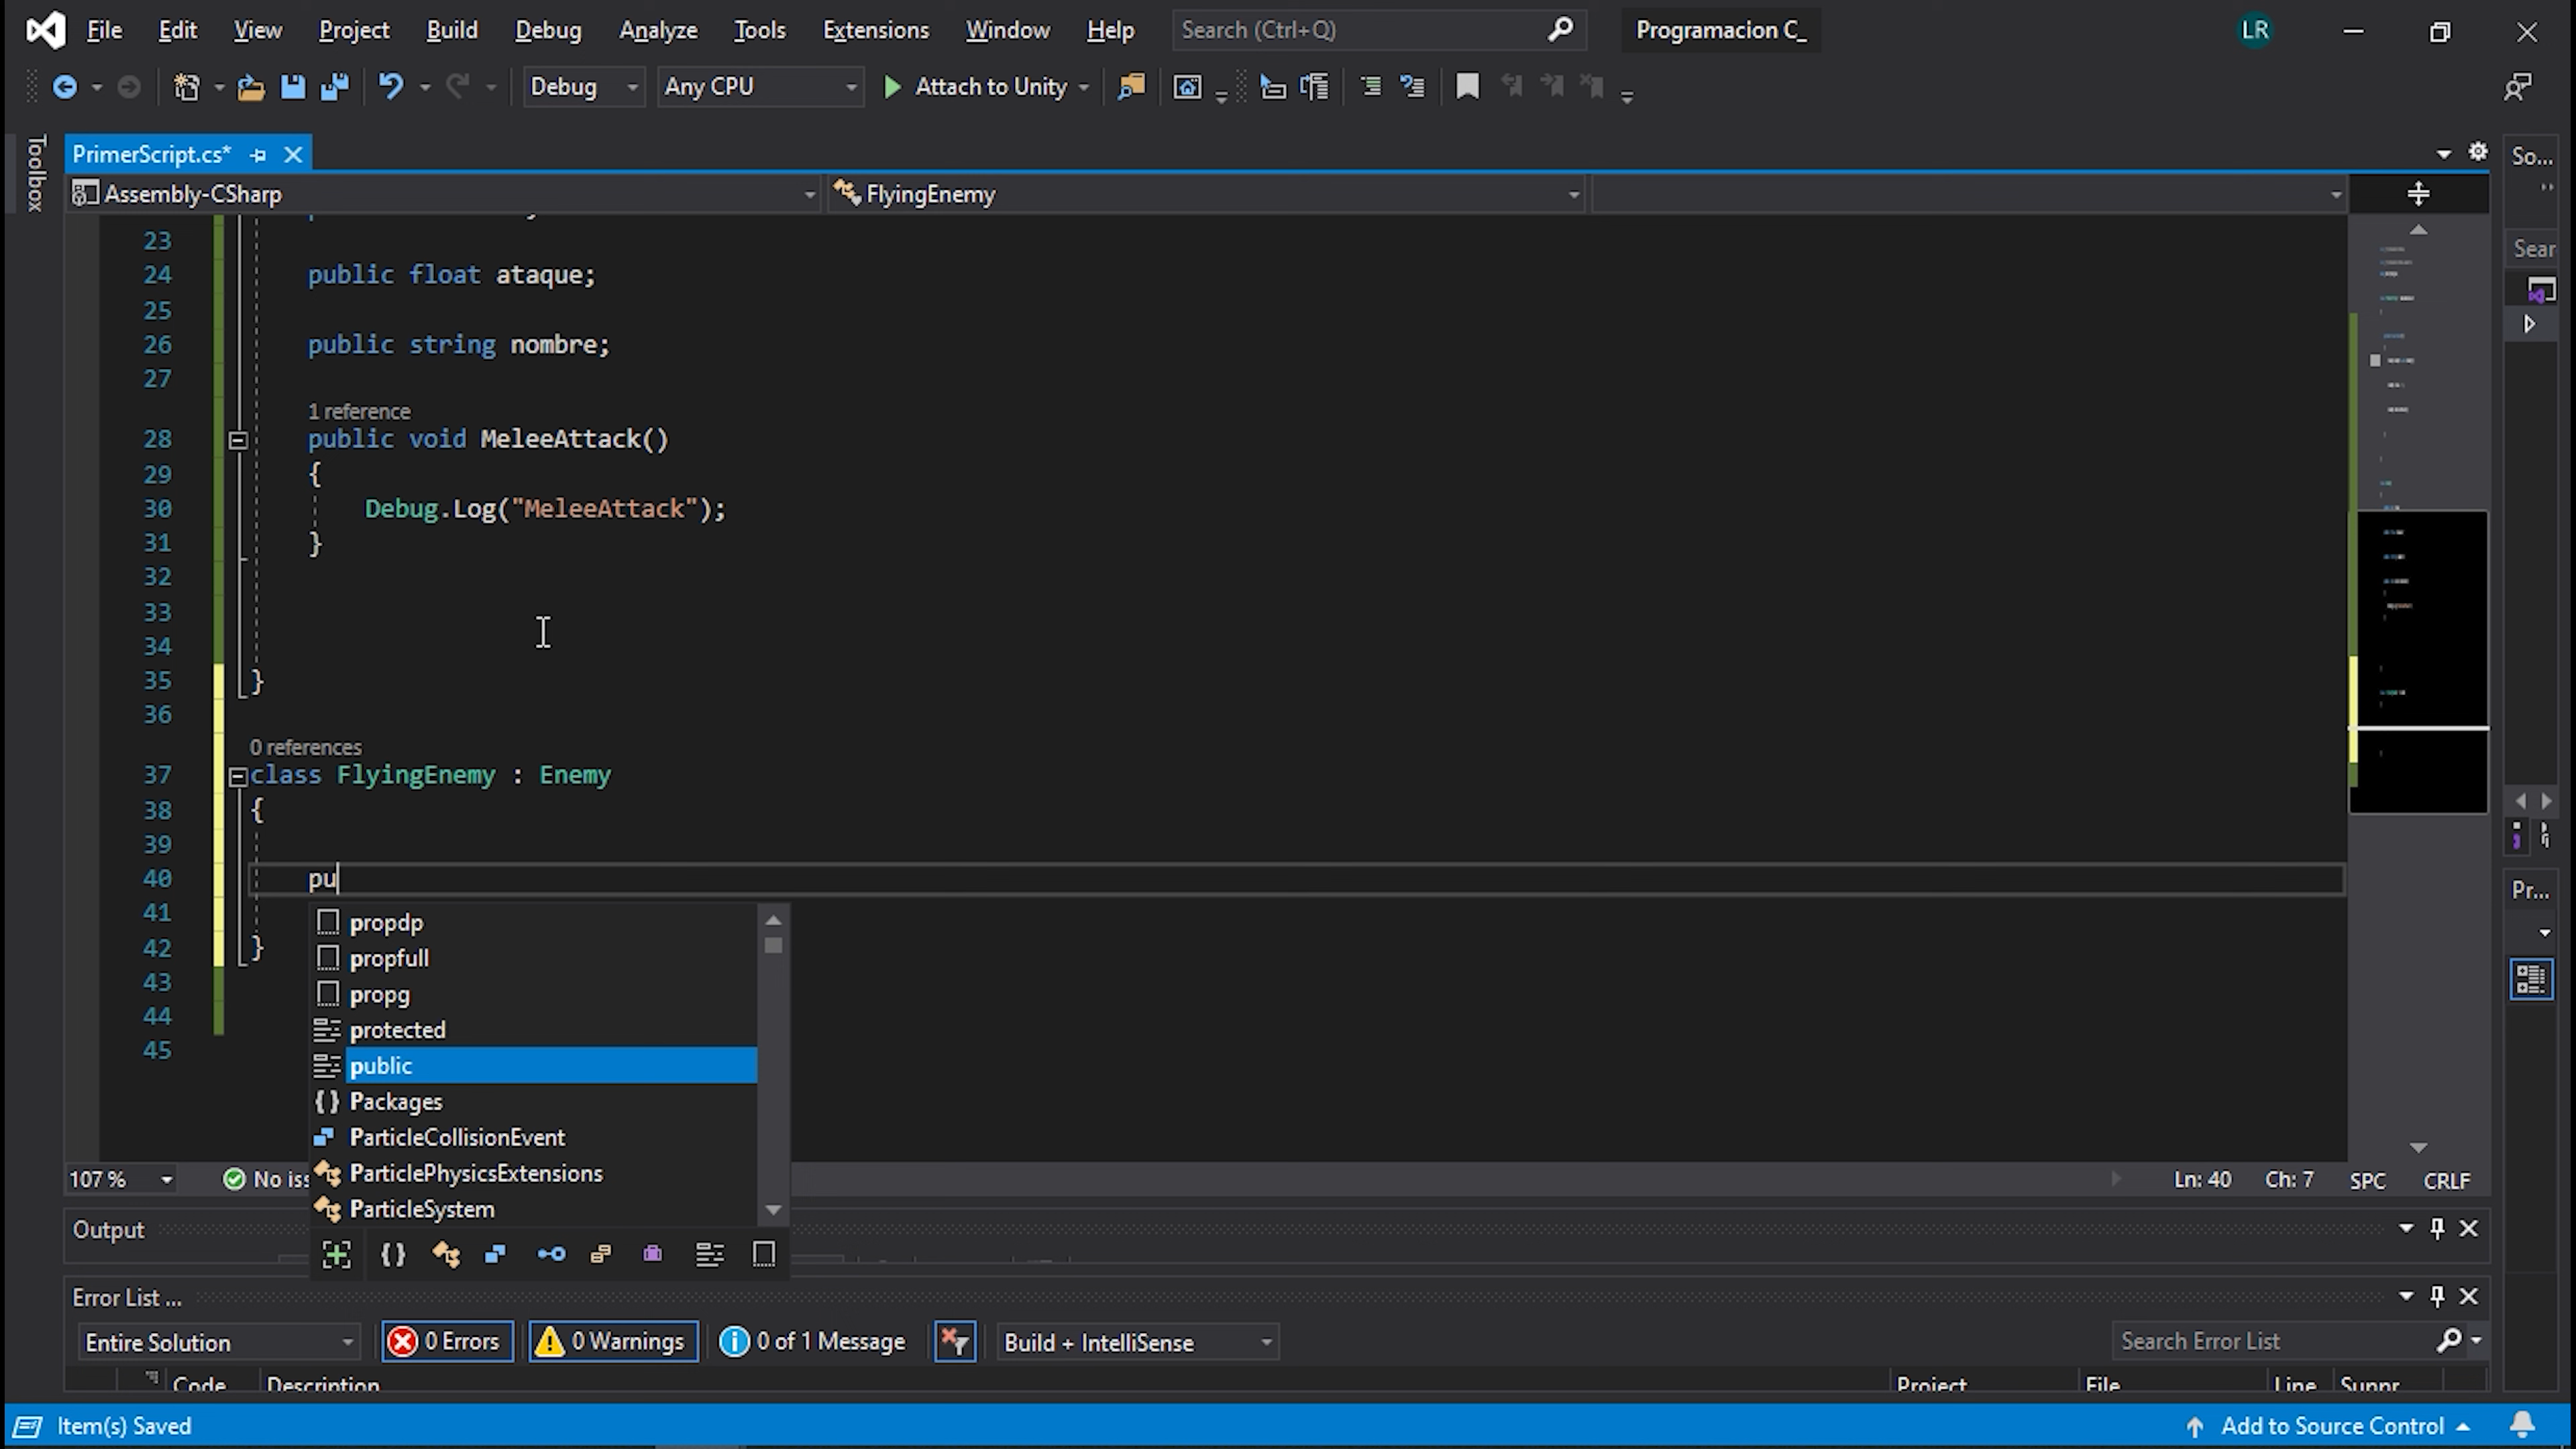 File Edit View Project Build Debug Analyze Tools Extensions Window Help Search (Ctrl+Q) Programacion C_ LR
Debug Any CPU Attach to Unity
Toolbox
PrimerScript.cs*
So...
Assembly-CSharp FlyingEnemy
23
Sear
24 public float ataque;
25
26 public string nombre;
27
1 reference
28 public void MeleeAttack()
29 {
30 Debug.Log("MeleeAttack");
31 }
32
33
34
35 }
36
0 references
37 class FlyingEnemy : Enemy
38 {
39
40 pu
Pr...
41
42 }
43
44
45
propdp
propfull
propg
protected
public
Packages
ParticleCollisionEvent
ParticlePhysicsExtensions
ParticleSystem
107 % No iss Ln: 40 Ch: 7 SPC CRLF
Output
Error List ...
Entire Solution 0 Errors 0 Warnings 0 of 1 Message Build + IntelliSense Search Error List
Code Description Project File Line Suppr
Item(s) Saved Add to Source Control